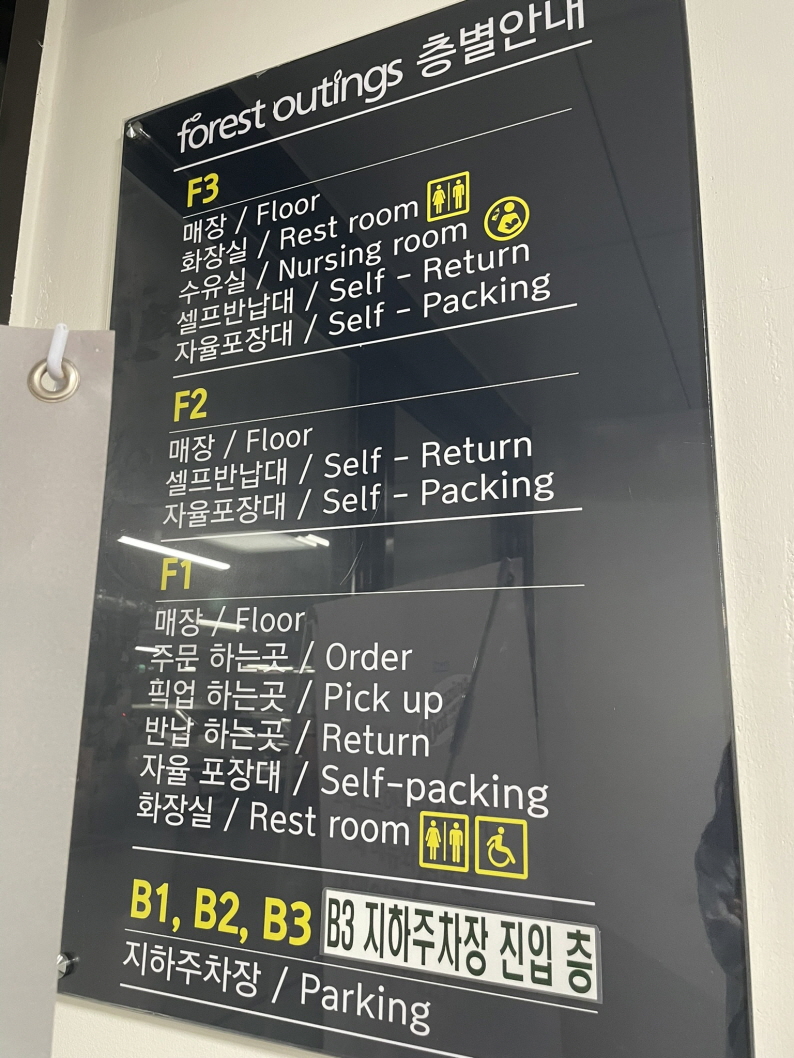 forest outings 층별안내
F3
매장 / Floor
화장실 / Rest room
수유실 / Nursing room
셀프반납대 / Self - Return
자율포장대 / Self - Packing
F2
매장 / Floor
셀프반납대 / Self - Return
자율포장대 / Self - Packing
F1
매장 / Floor
주문 하는곳 / Order
픽업 하는곳 / Pick up
반납 하는곳 / Return
자율 포장대 / Self-packing
화장실 / Rest room
B1, B2, B3 B3 지하주차장 진입 층
지하주차장 / Parking